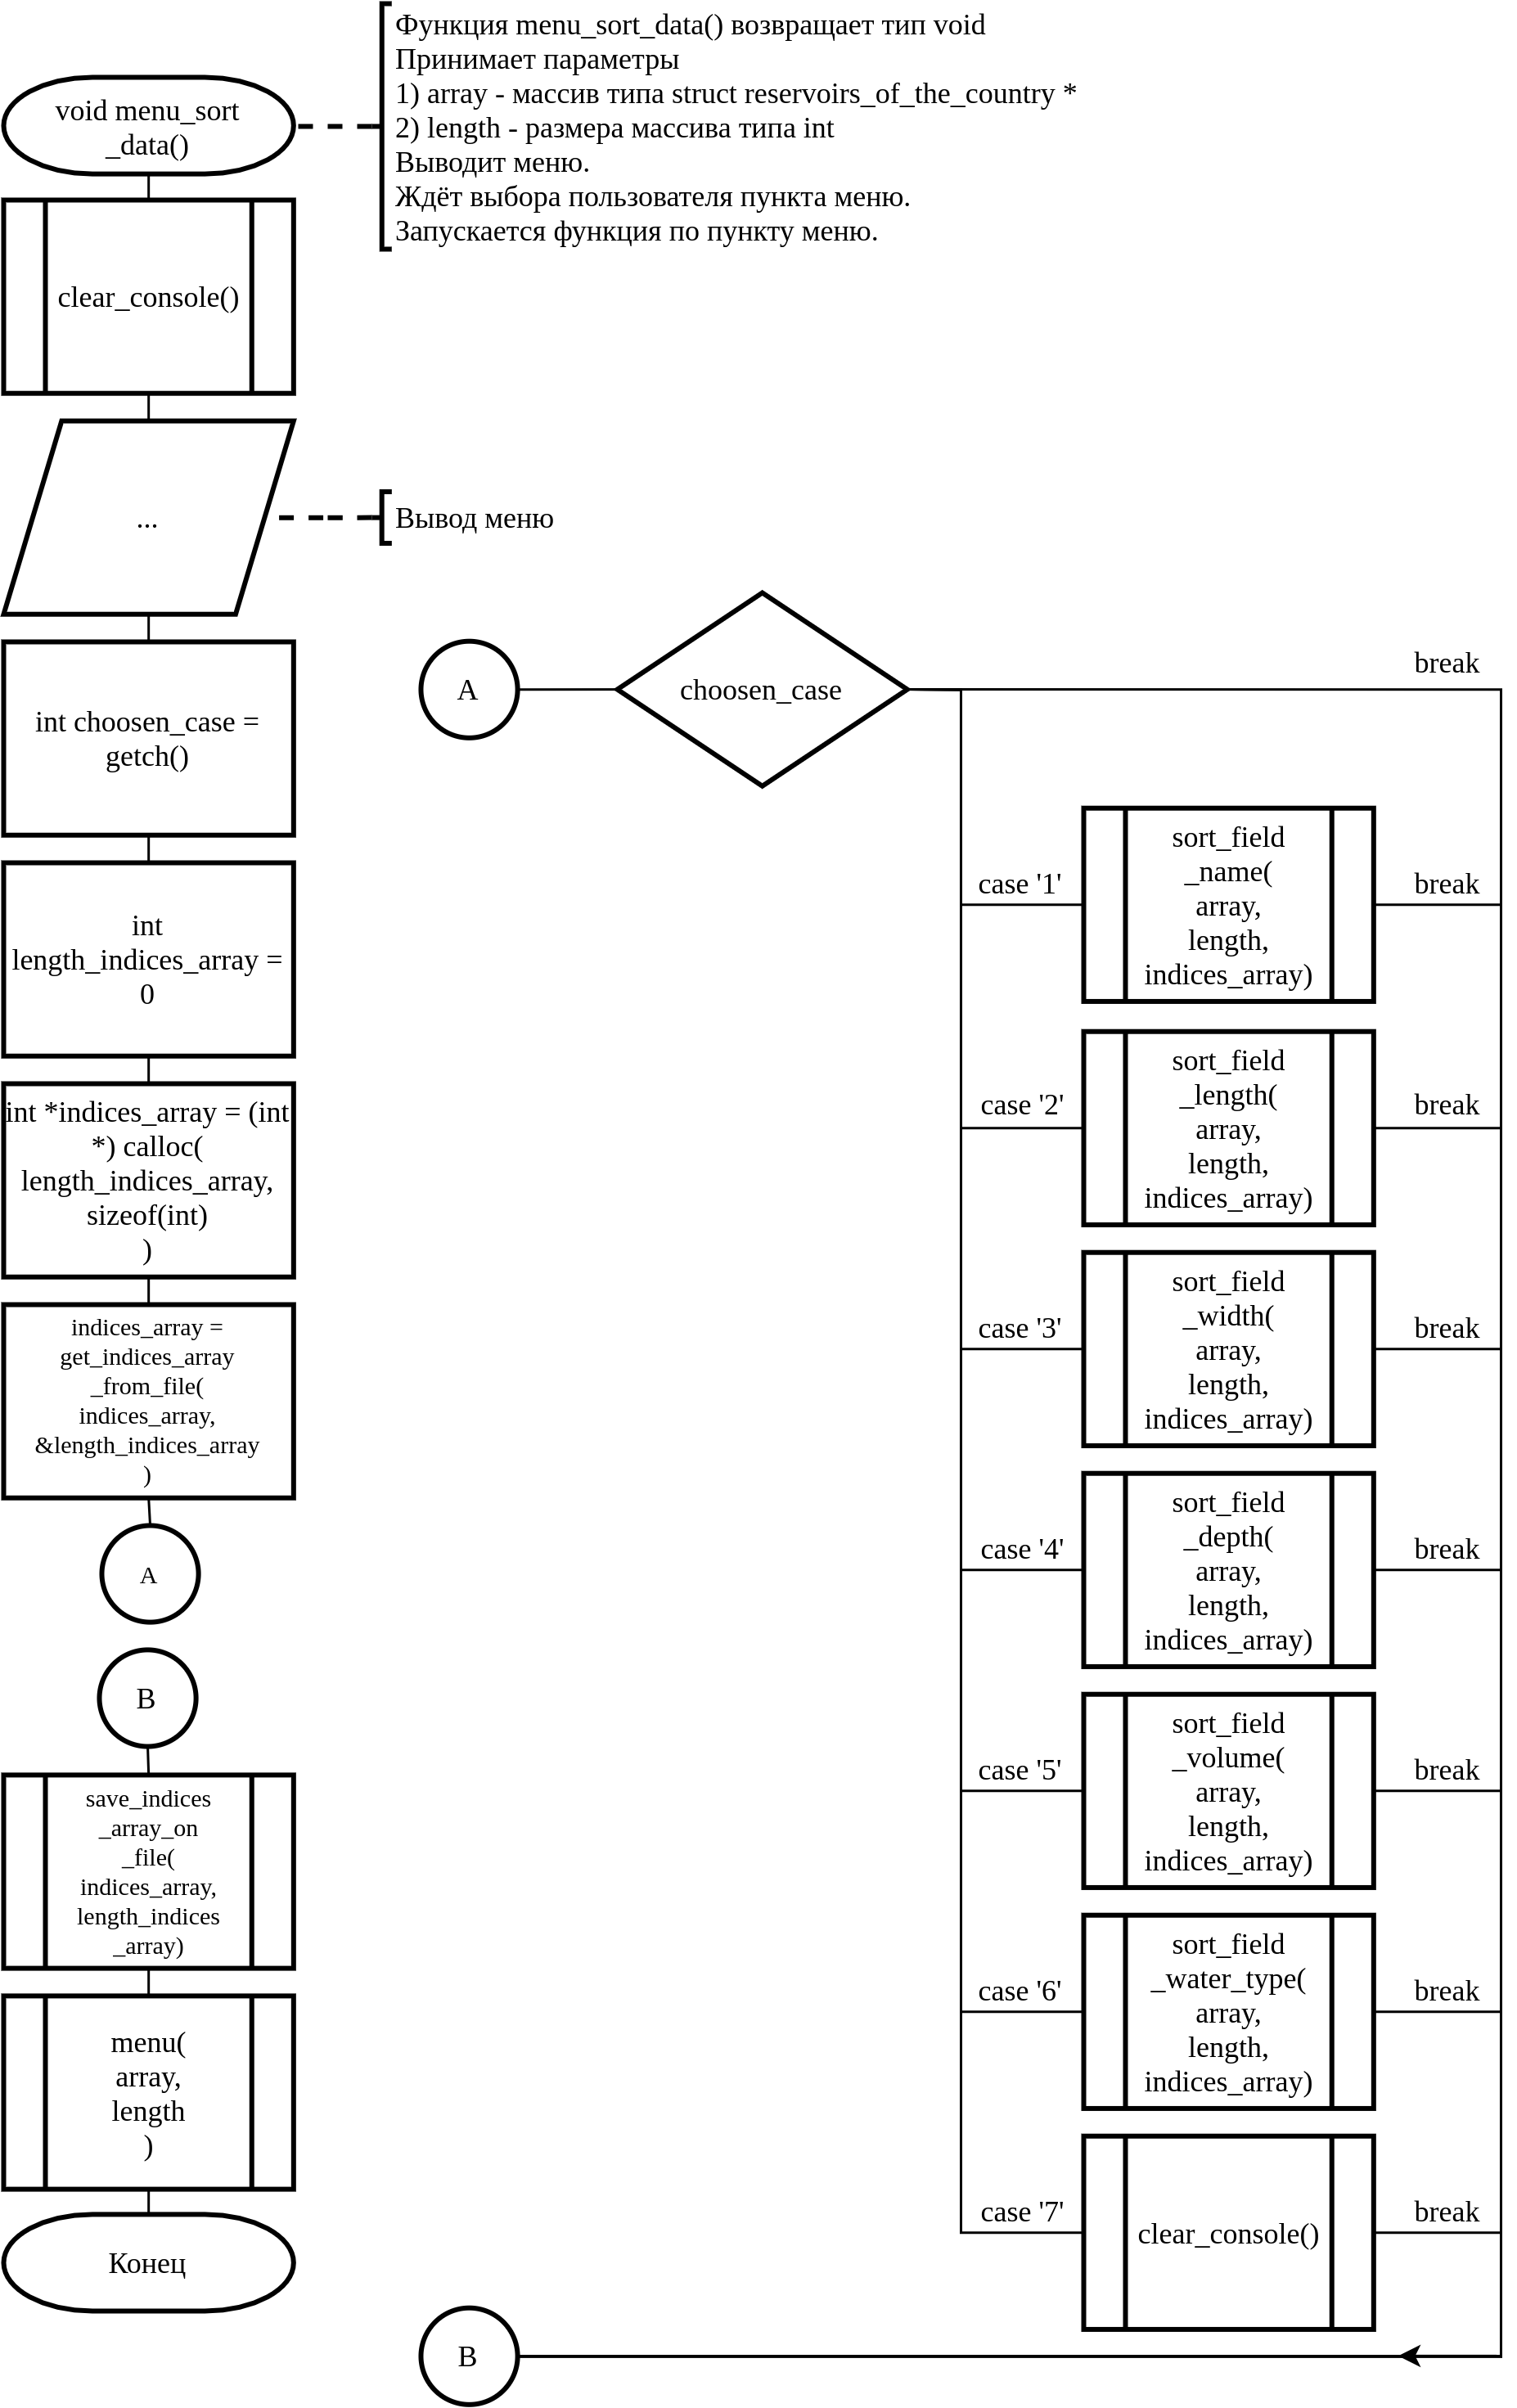 Функция menu_sort_data() возвращает тип void
Принимает параметры
1) array - массив типа struct reservoirs_of_the_country *
2) length - размера массива типа int
Выводит меню.
Ждёт выбора пользователя пункта меню.
Запускается функция по пункту меню.
void menu_sort
_data()
clear_console()
...
Вывод меню
int choosen_case =
getch()
int
length_indices_array =
0
int *indices_array = (int
*) calloc(
length_indices_array,
sizeof(int)
)
indices_array =
get_indices_array
_from_file(
indices_array,
&length_indices_array
)
A
B
save_indices
_array_on
_file(
indices_array,
length_indices
_array)
menu(
array,
length
)
Конец
A
choosen_case
break
case '1'
sort_field
_name(
array,
length,
indices_array)
break
case '2'
sort_field
_length(
array,
length,
indices_array)
break
case '3'
sort_field
_width(
array,
length,
indices_array)
break
case '4'
sort_field
_depth(
array,
length,
indices_array)
break
case '5'
sort_field
_volume(
array,
length,
indices_array)
break
case '6'
sort_field
_water_type(
array,
length,
indices_array)
break
case '7'
clear_console()
break
B